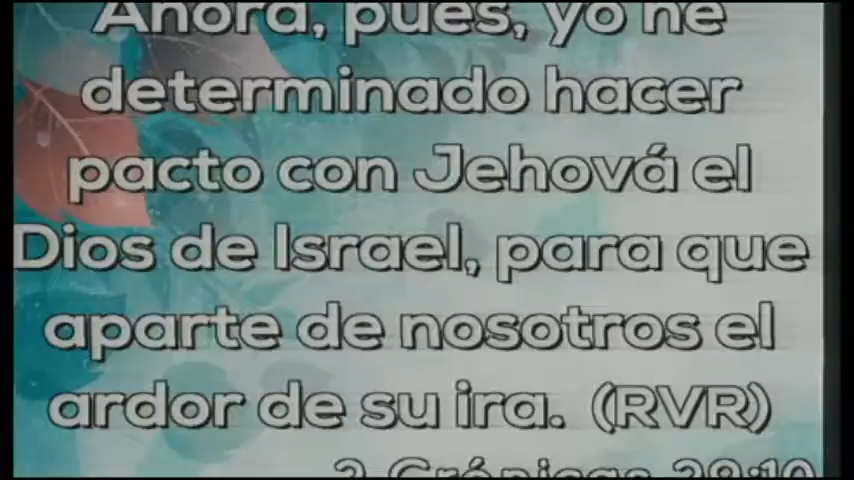 Ahora, pues, yo he
determinado hacer
pacto con Jehová el
Dios de Israel, para que
aparte de nosotros el
ardor de su ira. (RVR)
2 Crónicas 29:10